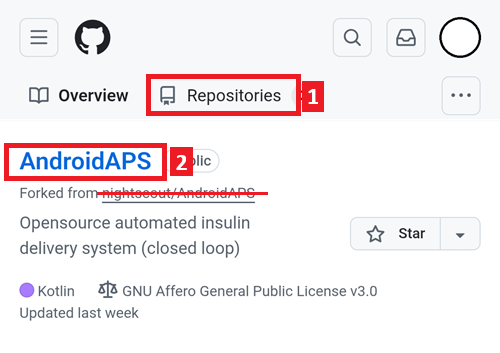 Overview Repositories 1
AndroidAPS 2 blic
Forked from nightscout/AndroidAPS
Opensource automated insulin
delivery system (closed loop)
Star
Kotlin GNU Affero General Public License v3.0
Updated last week